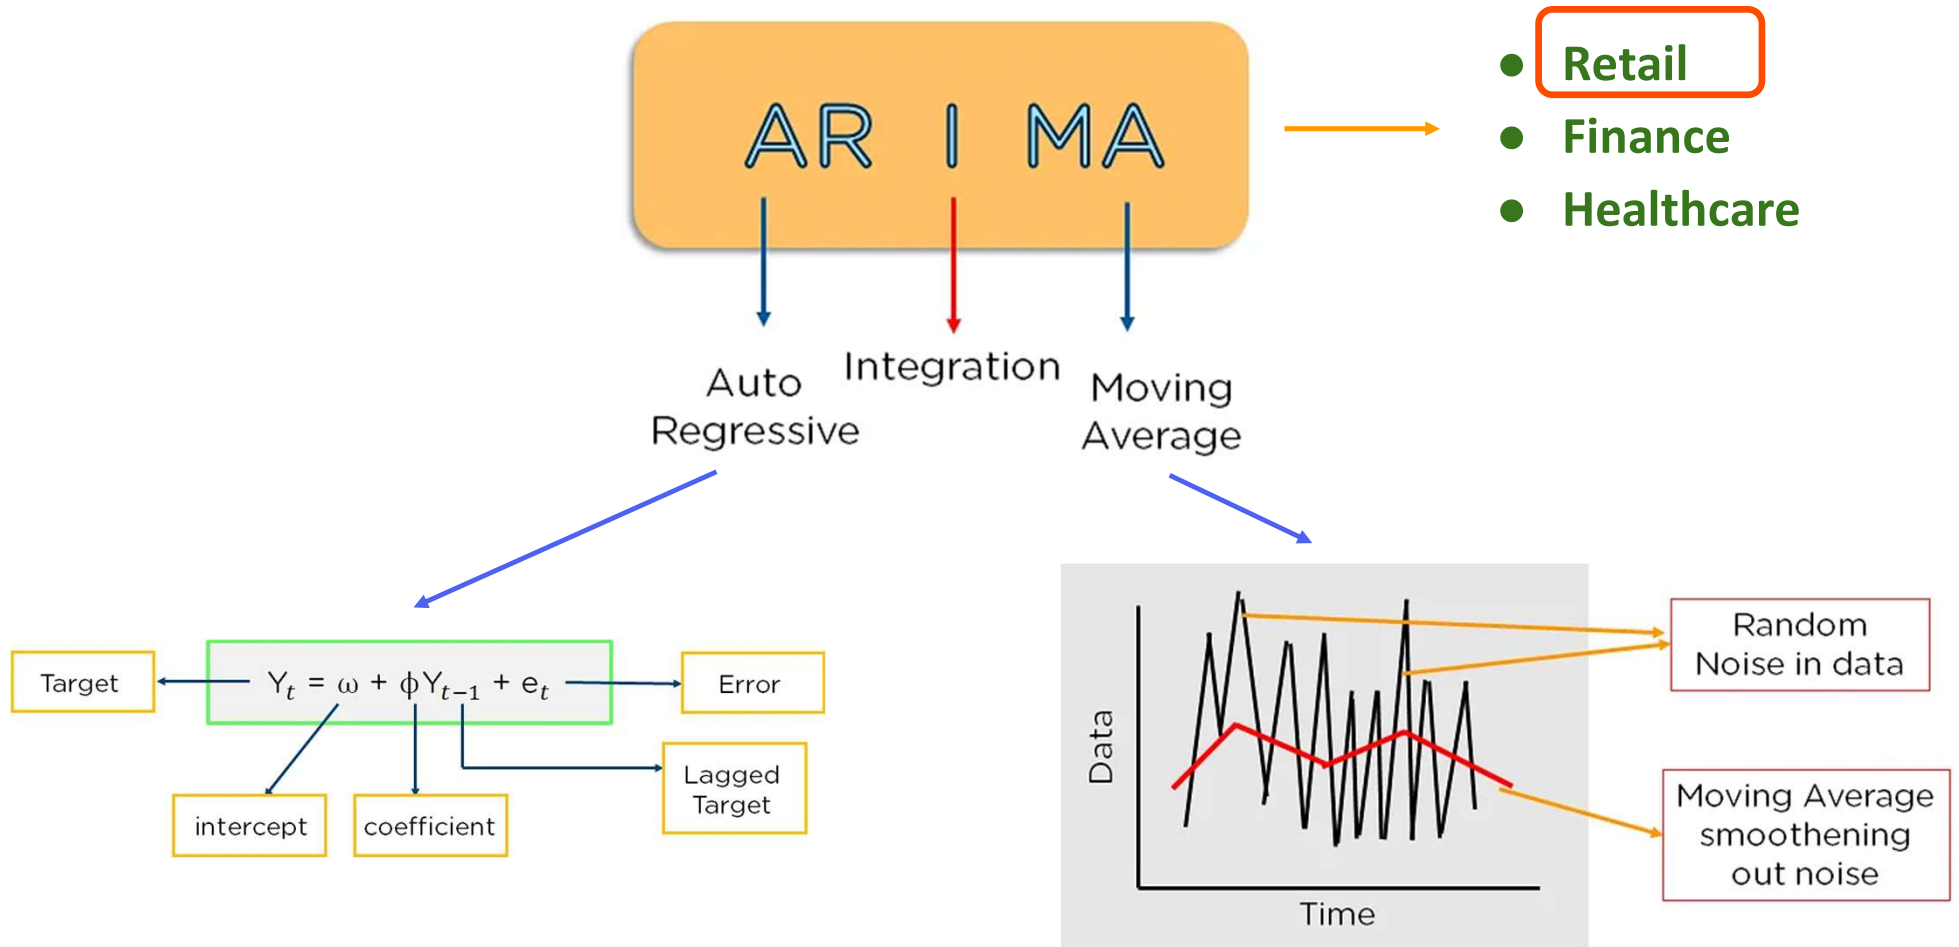 AR I MA
● Retail
● Finance
● Healthcare
Auto
Regressive
Integration
Moving
Average
Target
Yₜ = ω + ϕYₜ₋₁ + eₜ
Error
intercept
coefficient
Lagged
Target
Data
Time
Random
Noise in data
Moving Average
smoothening
out noise